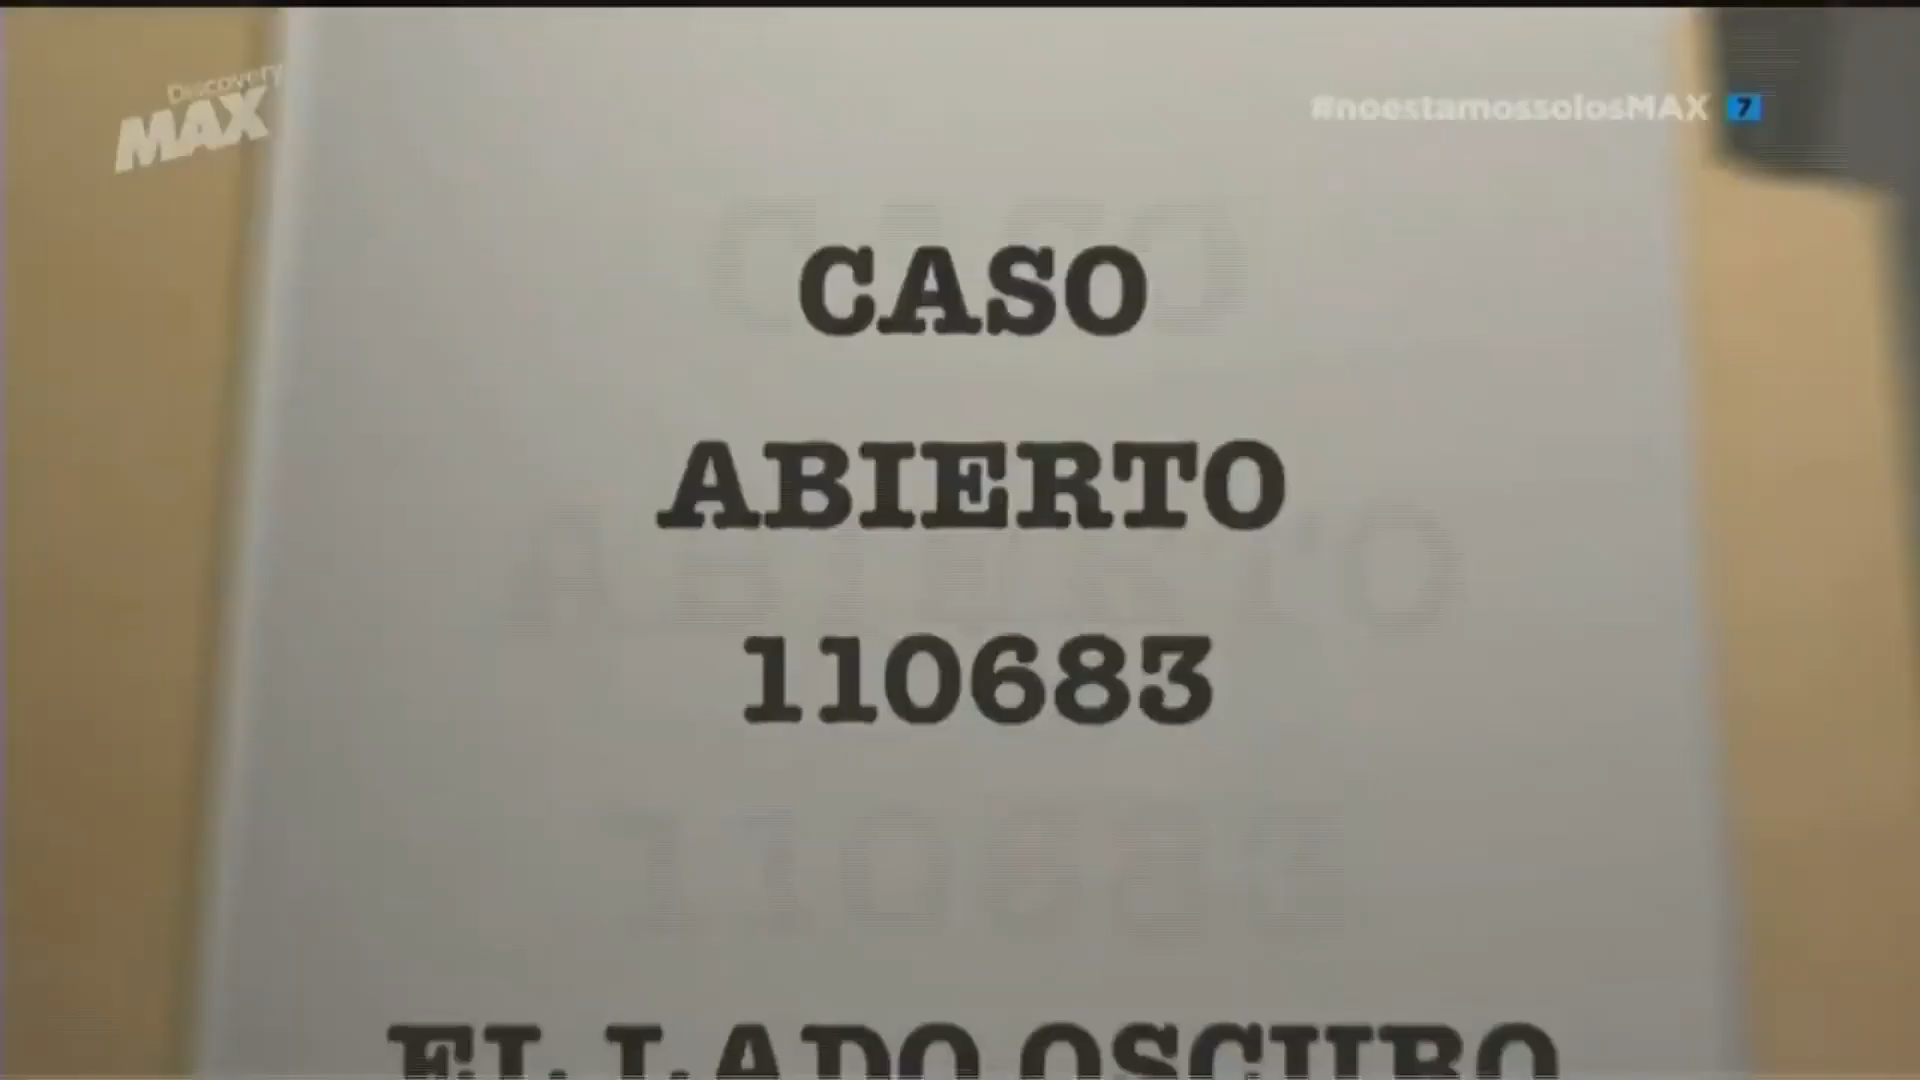 Discovery
MAX
#noestamossolosMAX 7
CASO
ABIERTO
110683
EL LADO OSCURO